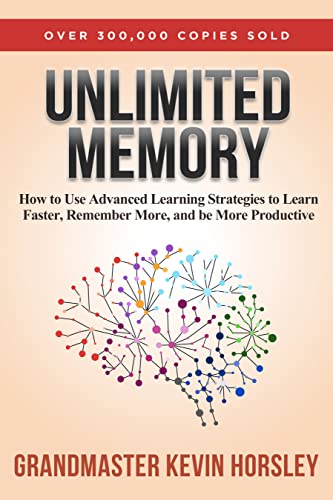 OVER 300,000 COPIES SOLD
UNLIMITED
MEMORY
How to Use Advanced Learning Strategies to Learn
Faster, Remember More, and be More Productive
GRANDMASTER KEVIN HORSLEY